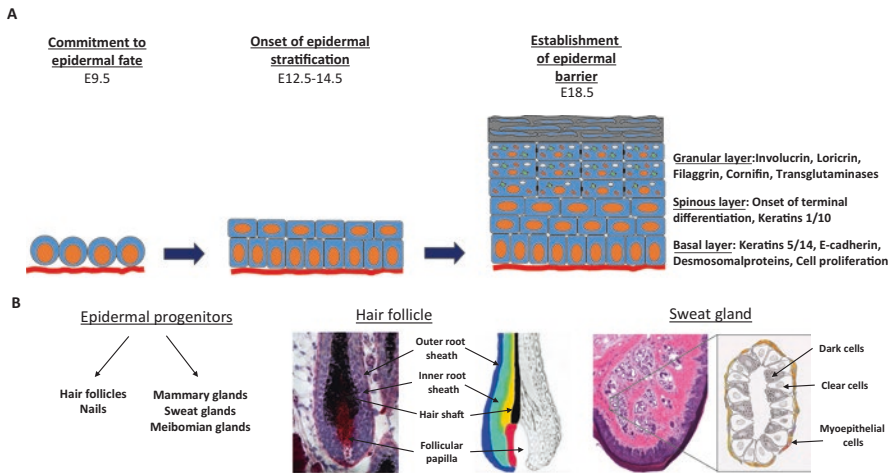 A
Commitment to
epidermal fate
E9.5
Onset of epidermal
stratification
E12.5-14.5
Establishment
of epidermal
barrier
E18.5
Granular layer:Involucrin, Loricrin,
Filaggrin, Cornifin, Transglutaminases
Spinous layer: Onset of terminal
differentiation, Keratins 1/10
Basal layer: Keratins 5/14, E-cadherin,
Desmosomalproteins, Cell proliferation
B
Epidermal progenitors
Hair follicles
Nails
Mammary glands
Sweat glands
Meibomian glands
Hair follicle
Outer root
sheath
Inner root
sheath
Hair shaft
Follicular
papilla
Sweat gland
Dark cells
Clear cells
Myoepithelial
cells